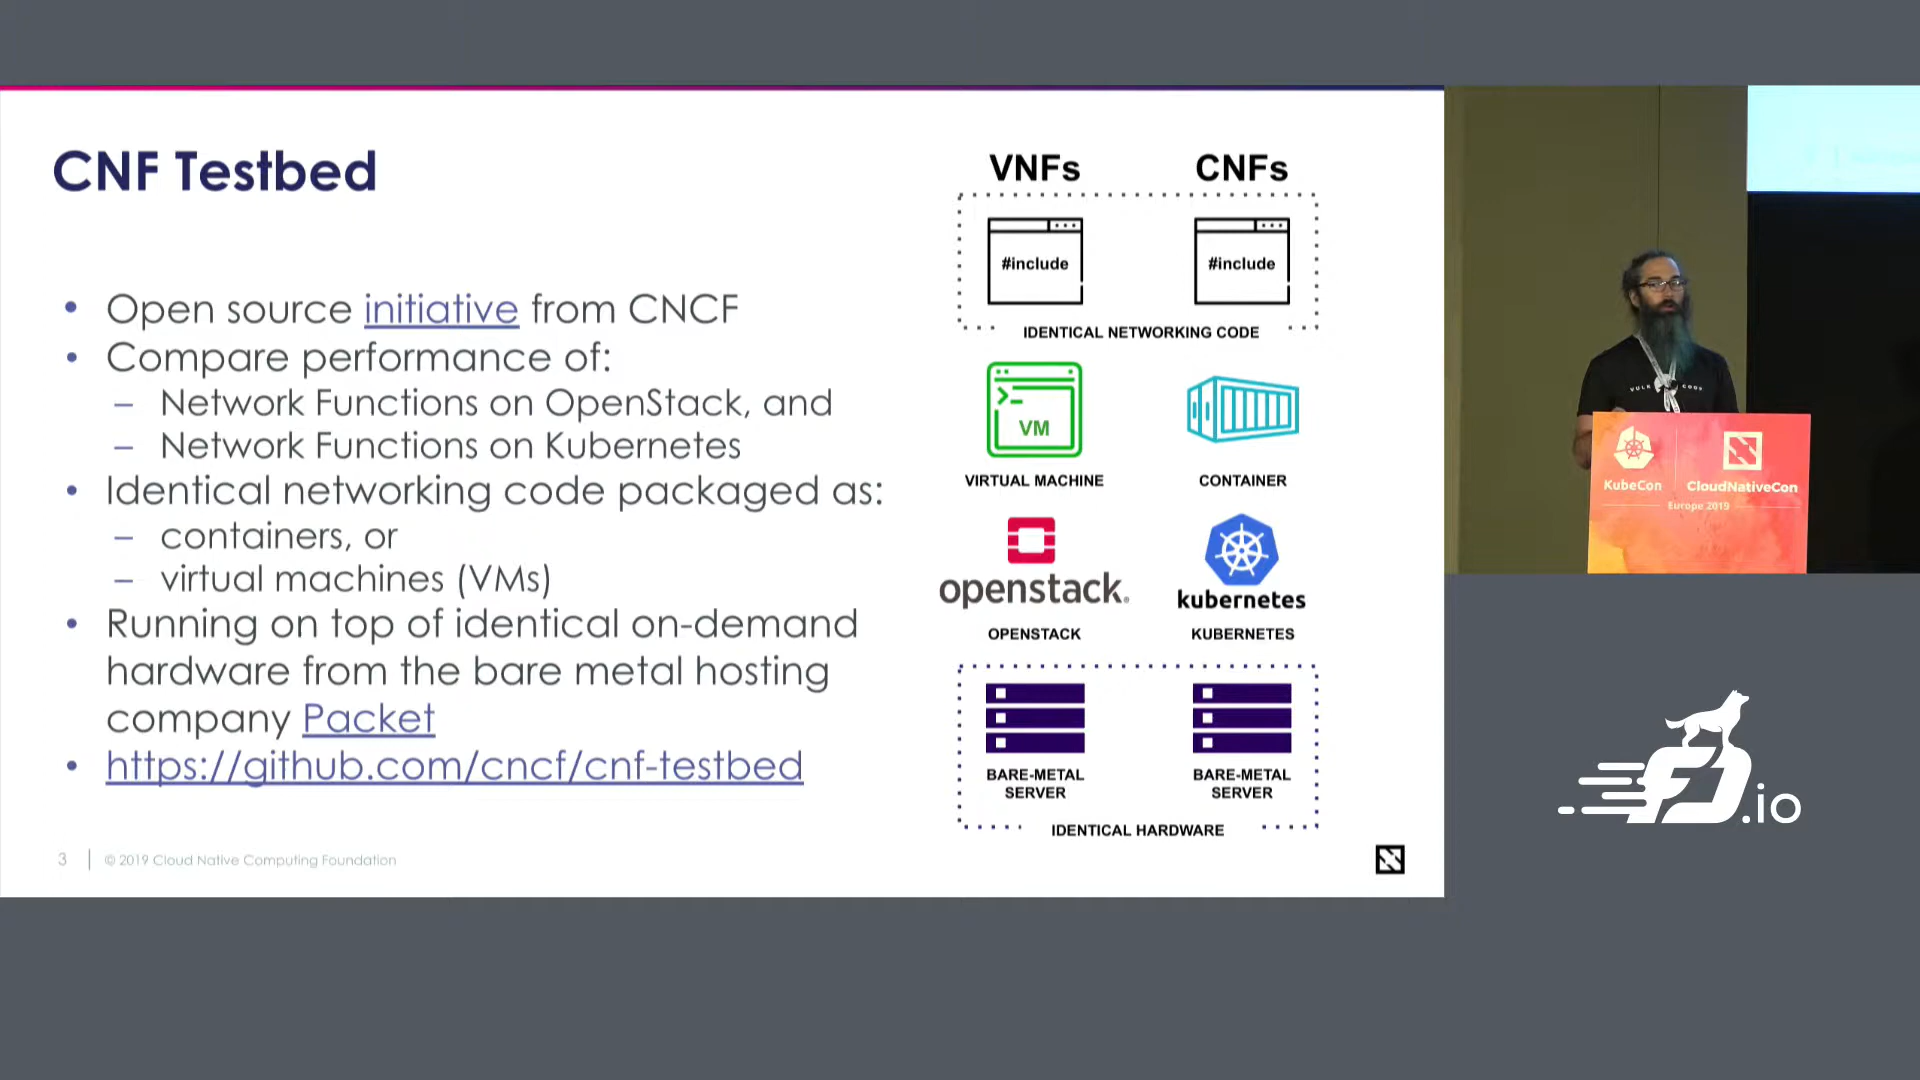 CNF Testbed
• Open source initiative from CNCF
• Compare performance of:
– Network Functions on OpenStack, and
– Network Functions on Kubernetes
• Identical networking code packaged as:
– containers, or
– virtual machines (VMs)
• Running on top of identical on-demand
hardware from the bare metal hosting
company Packet
• https://github.com/cncf/cnf-testbed
3
© 2019 Cloud Native Computing Foundation
VNFs CNFs
#include #include
IDENTICAL NETWORKING CODE
VM
VIRTUAL MACHINE CONTAINER
openstack. kubernetes
OPENSTACK KUBERNETES
BARE-METAL BARE-METAL
SERVER SERVER
IDENTICAL HARDWARE
KubeCon CloudNativeCon
Europe 2019
FD.io